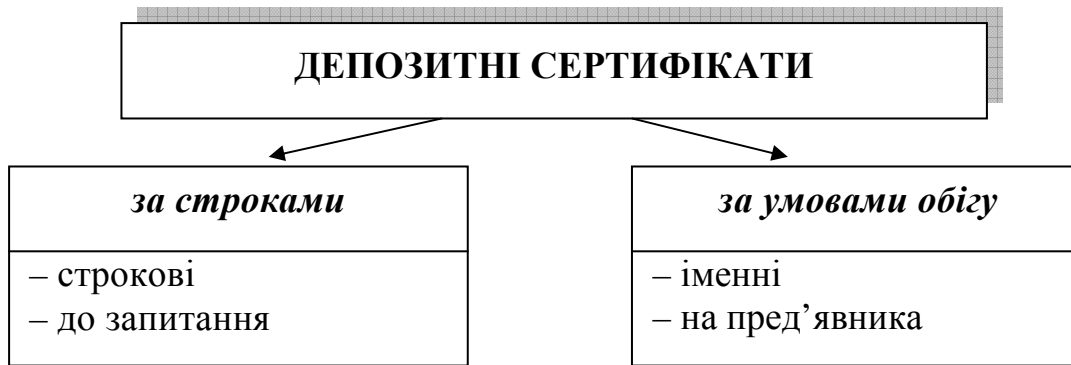 ДЕПОЗИТНІ СЕРТИФІКАТИ
за строками
– строкові
– до запитання
за умовами обігу
– іменні
– на пред’явника